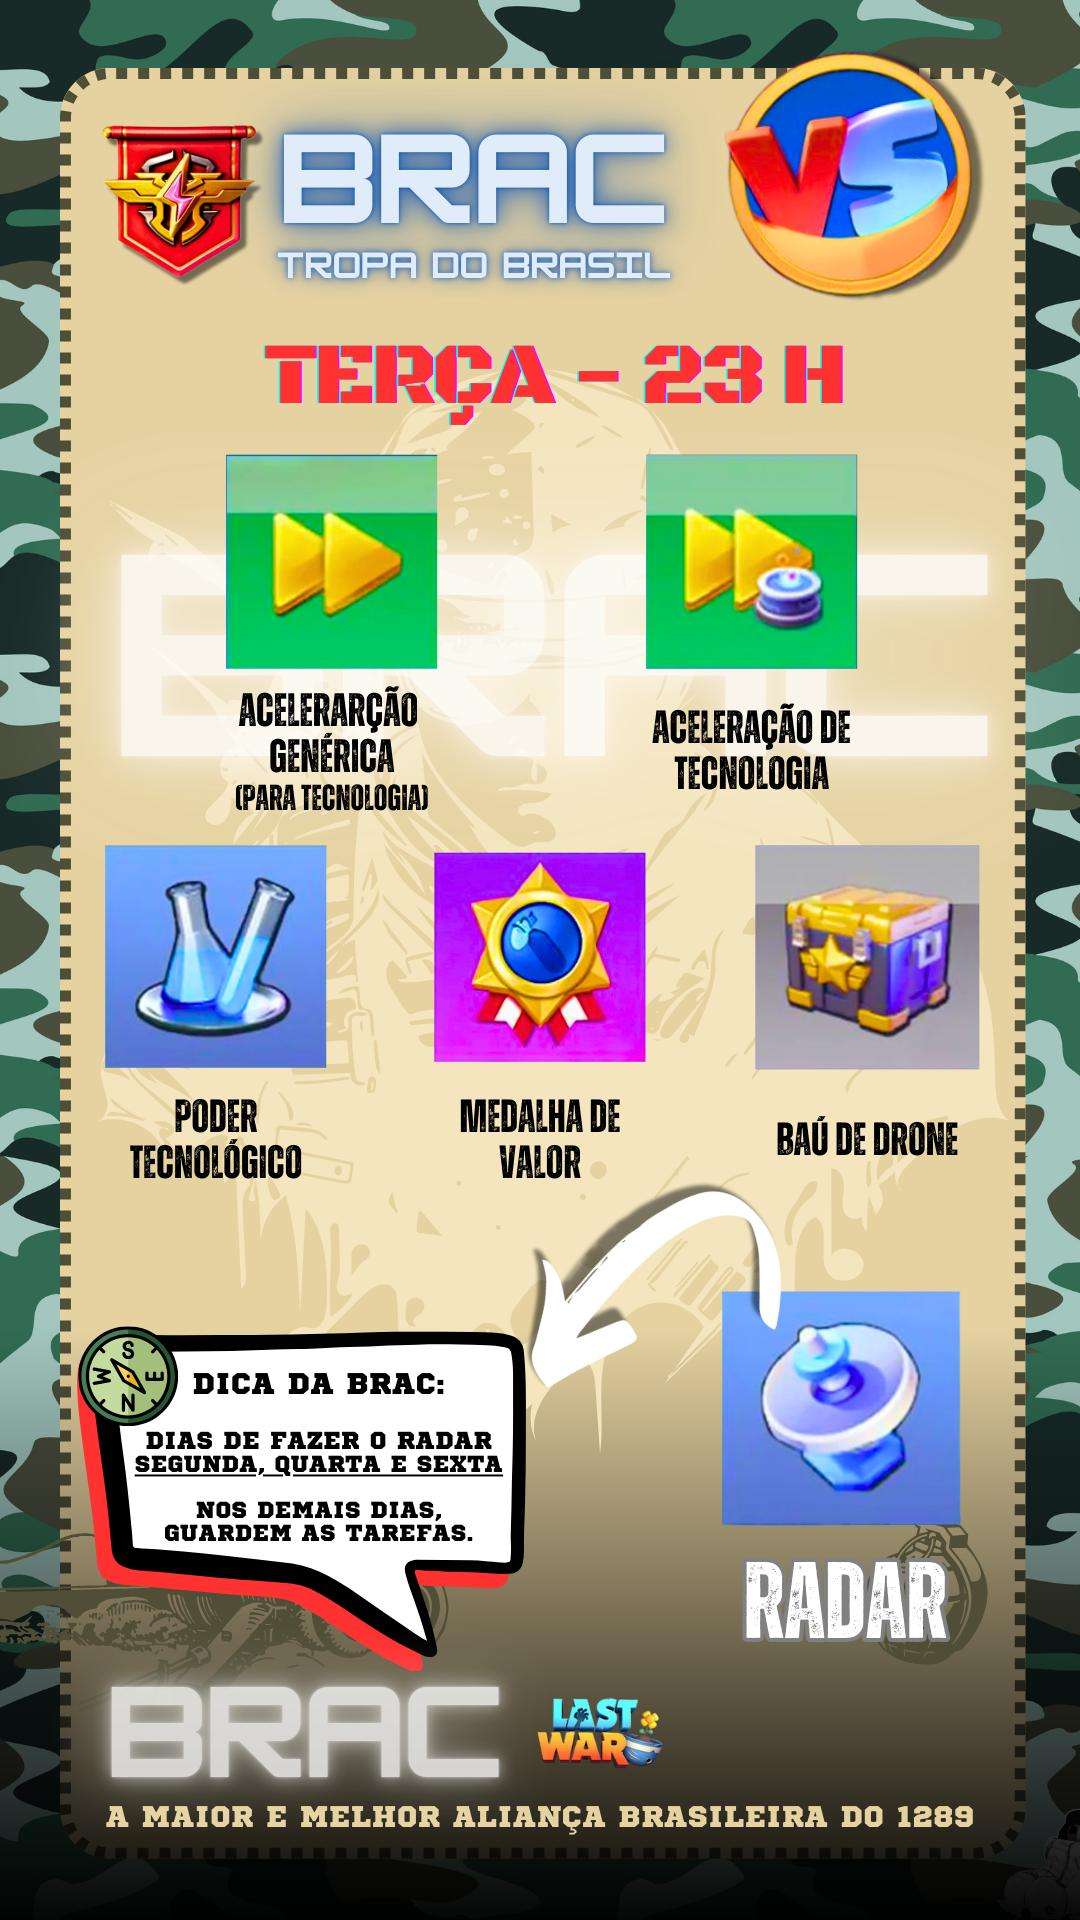 BRAC
TROPA DO BRASIL
VS
TERÇA - 23 H
BRAC
ACELERARÇÃO
GENÉRICA
(PARA TECNOLOGIA)
ACELERAÇÃO DE
TECNOLOGIA
PODER
TECNOLÓGICO
MEDALHA DE
VALOR
BAÚ DE DRONE
S
W E
N
DICA DA BRAC:
DIAS DE FAZER O RADAR
SEGUNDA, QUARTA E SEXTA
NOS DEMAIS DIAS,
GUARDEM AS TAREFAS.
RADAR
BRAC
LAST
WAR
A MAIOR E MELHOR ALIANÇA BRASILEIRA DO 1289